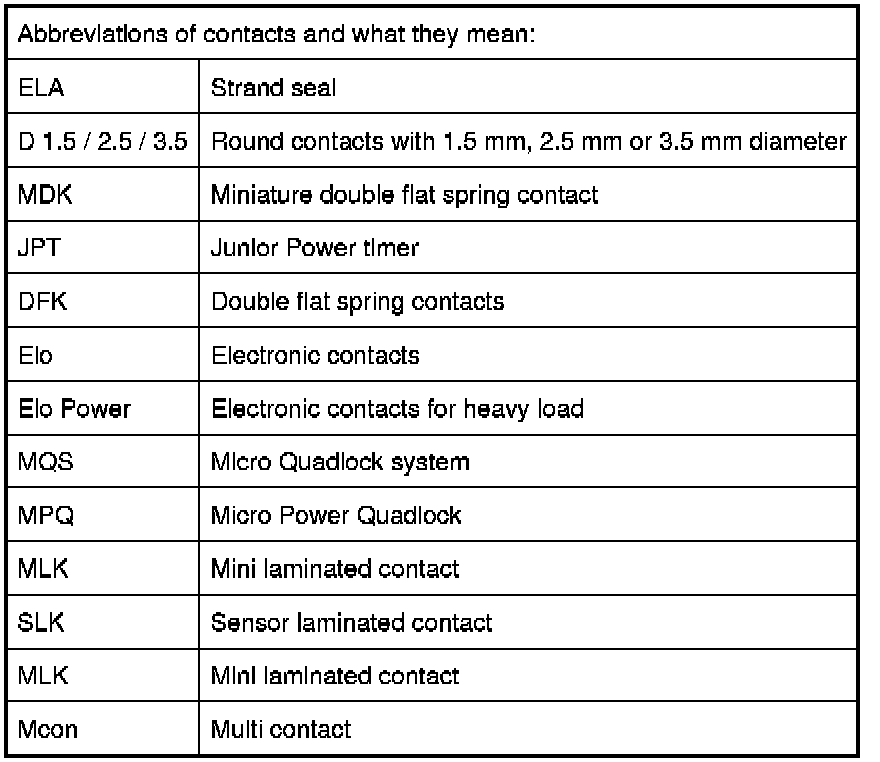 Abbreviations of contacts and what they mean:
ELA Strand seal
D 1.5 / 2.5 / 3.5 Round contacts with 1.5 mm, 2.5 mm or 3.5 mm diameter
MDK Miniature double flat spring contact
JPT Junior Power timer
DFK Double flat spring contacts
Elo Electronic contacts
Elo Power Electronic contacts for heavy load
MQS Micro Quadlock system
MPQ Micro Power Quadlock
MLK Mini laminated contact
SLK Sensor laminated contact
MLK Mini laminated contact
Mcon Multi contact